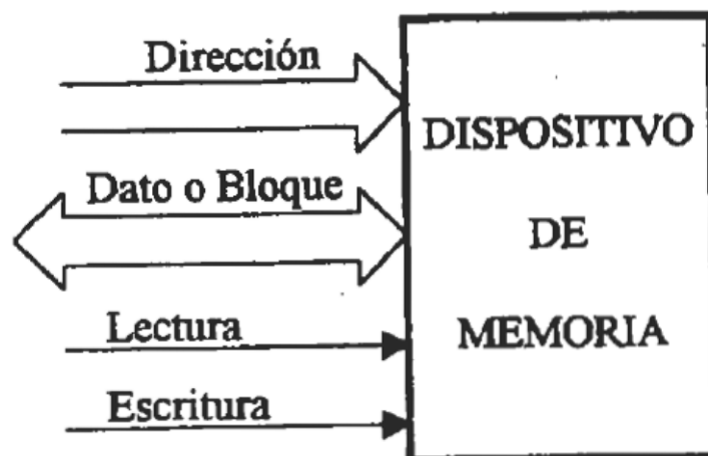 Dirección
DISPOSITIVO
Dato o Bloque
DE
Lectura
MEMORIA
Escritura